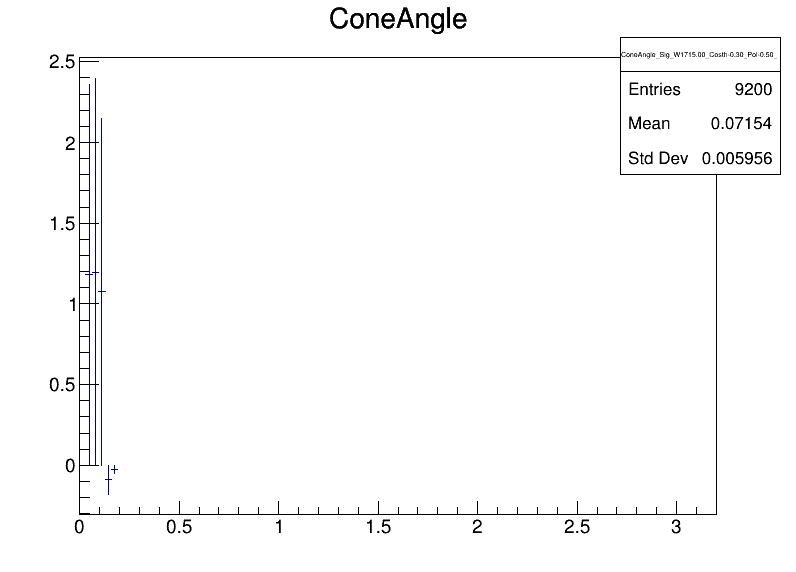 ConeAngle
ConeAngle_Sig_W1715.00_Costh-0.30_Pol-0.50_
Entries 9200
Mean 0.07154
Std Dev 0.005956
2.5
2
1.5
1
0.5
0
0 0.5 1 1.5 2 2.5 3